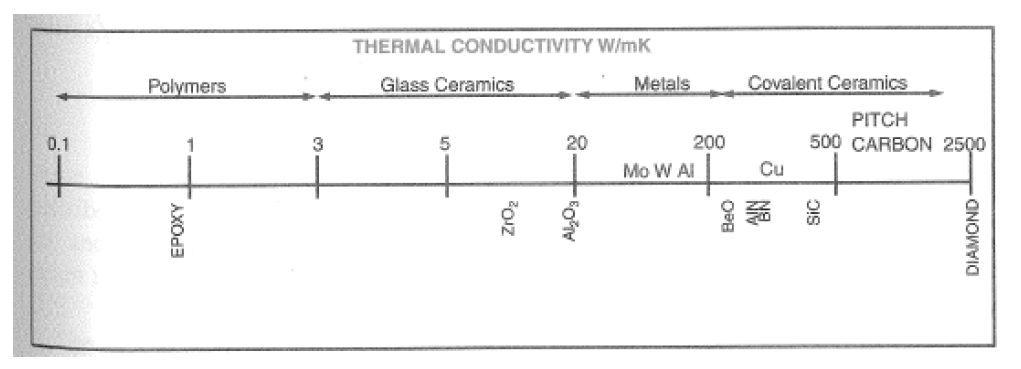 THERMAL CONDUCTIVITY W/mK
Polymers Glass Ceramics Metals Covalent Ceramics
PITCH
0.1 1 3 5 20 200 500 CARBON 2500
Mo W Al Cu
EPOXY ZrO₂ Al₂O₃ BeO AlN BN SiC DIAMOND